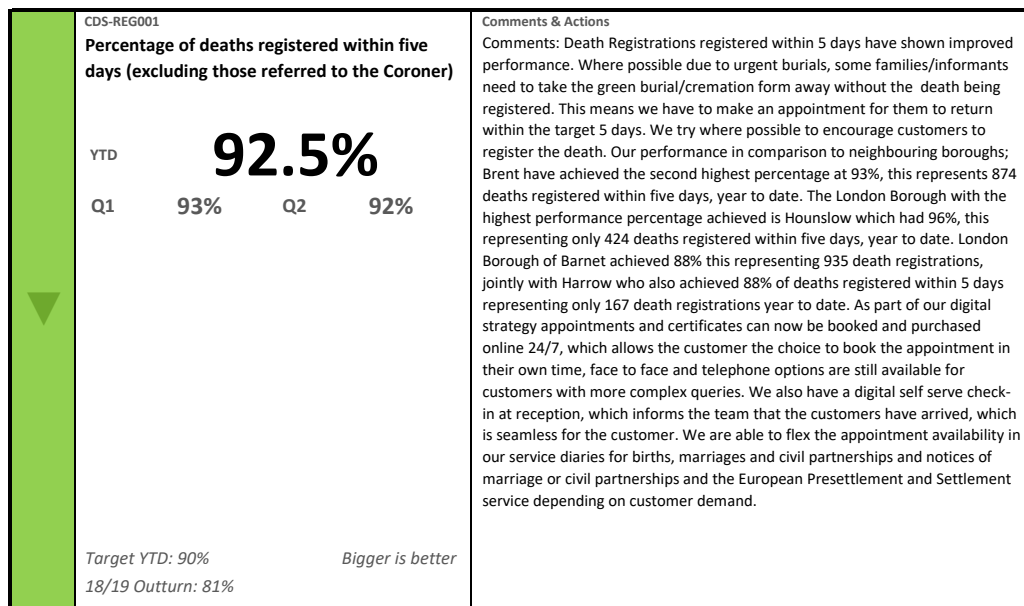 CDS-REG001
Percentage of deaths registered within five
days (excluding those referred to the Coroner)
YTD 92.5%
Q1 93% Q2 92%
Target YTD: 90% Bigger is better
18/19 Outturn: 81%
Comments & Actions
Comments: Death Registrations registered within 5 days have shown improved
performance. Where possible due to urgent burials, some families/informants
need to take the green burial/cremation form away without the  death being
registered. This means we have to make an appointment for them to return
within the target 5 days. We try where possible to encourage customers to
register the death. Our performance in comparison to neighbouring boroughs;
Brent have achieved the second highest percentage at 93%, this represents 874
deaths registered within five days, year to date. The London Borough with the
highest performance percentage achieved is Hounslow which had 96%, this
representing only 424 deaths registered within five days, year to date. London
Borough of Barnet achieved 88% this representing 935 death registrations,
jointly with Harrow who also achieved 88% of deaths registered within 5 days
representing only 167 death registrations year to date. As part of our digital
strategy appointments and certificates can now be booked and purchased
online 24/7, which allows the customer the choice to book the appointment in
their own time, face to face and telephone options are still available for
customers with more complex queries. We also have a digital self serve check-
in at reception, which informs the team that the customers have arrived, which
is seamless for the customer. We are able to flex the appointment availability in
our service diaries for births, marriages and civil partnerships and notices of
marriage or civil partnerships and the European Presettlement and Settlement
service depending on customer demand.